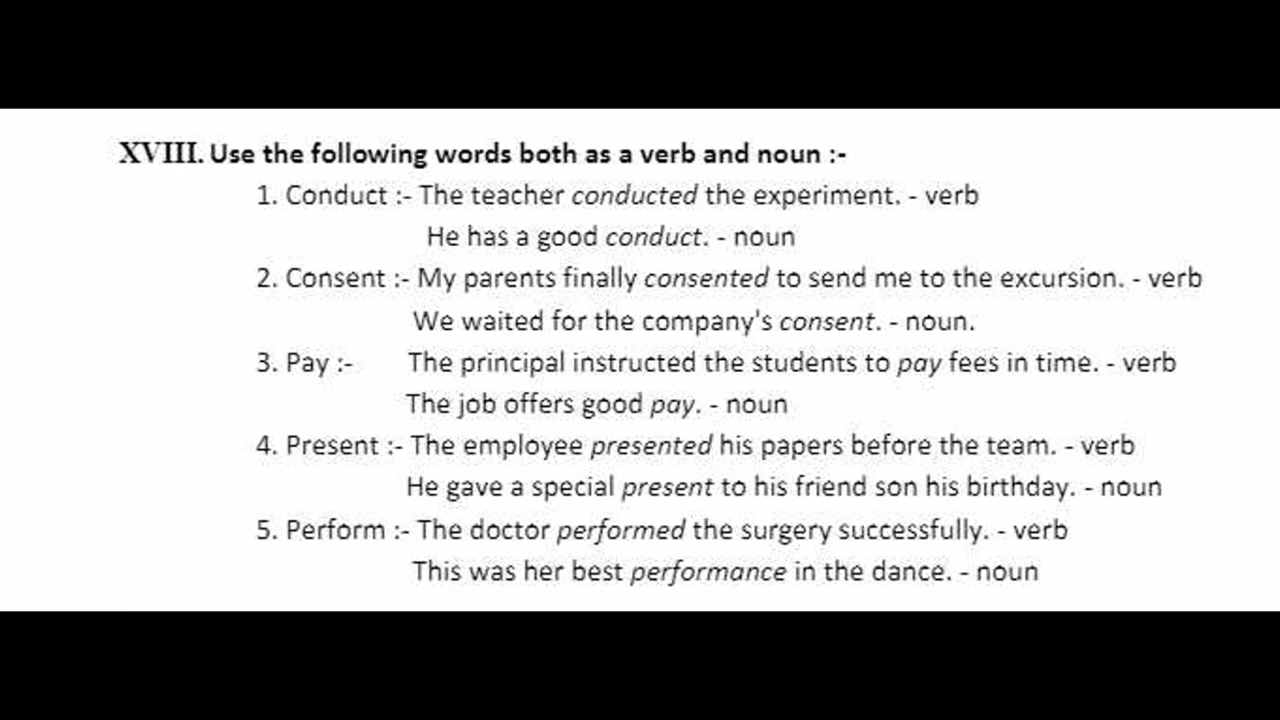 XVIII. Use the following words both as a verb and noun :-
1. Conduct :- The teacher conducted the experiment. - verb
He has a good conduct. - noun
2. Consent :- My parents finally consented to send me to the excursion. - verb
We waited for the company's consent. - noun.
3. Pay :- The principal instructed the students to pay fees in time. - verb
The job offers good pay. - noun
4. Present :- The employee presented his papers before the team. - verb
He gave a special present to his friend son his birthday. - noun
5. Perform :- The doctor performed the surgery successfully. - verb
This was her best performance in the dance. - noun